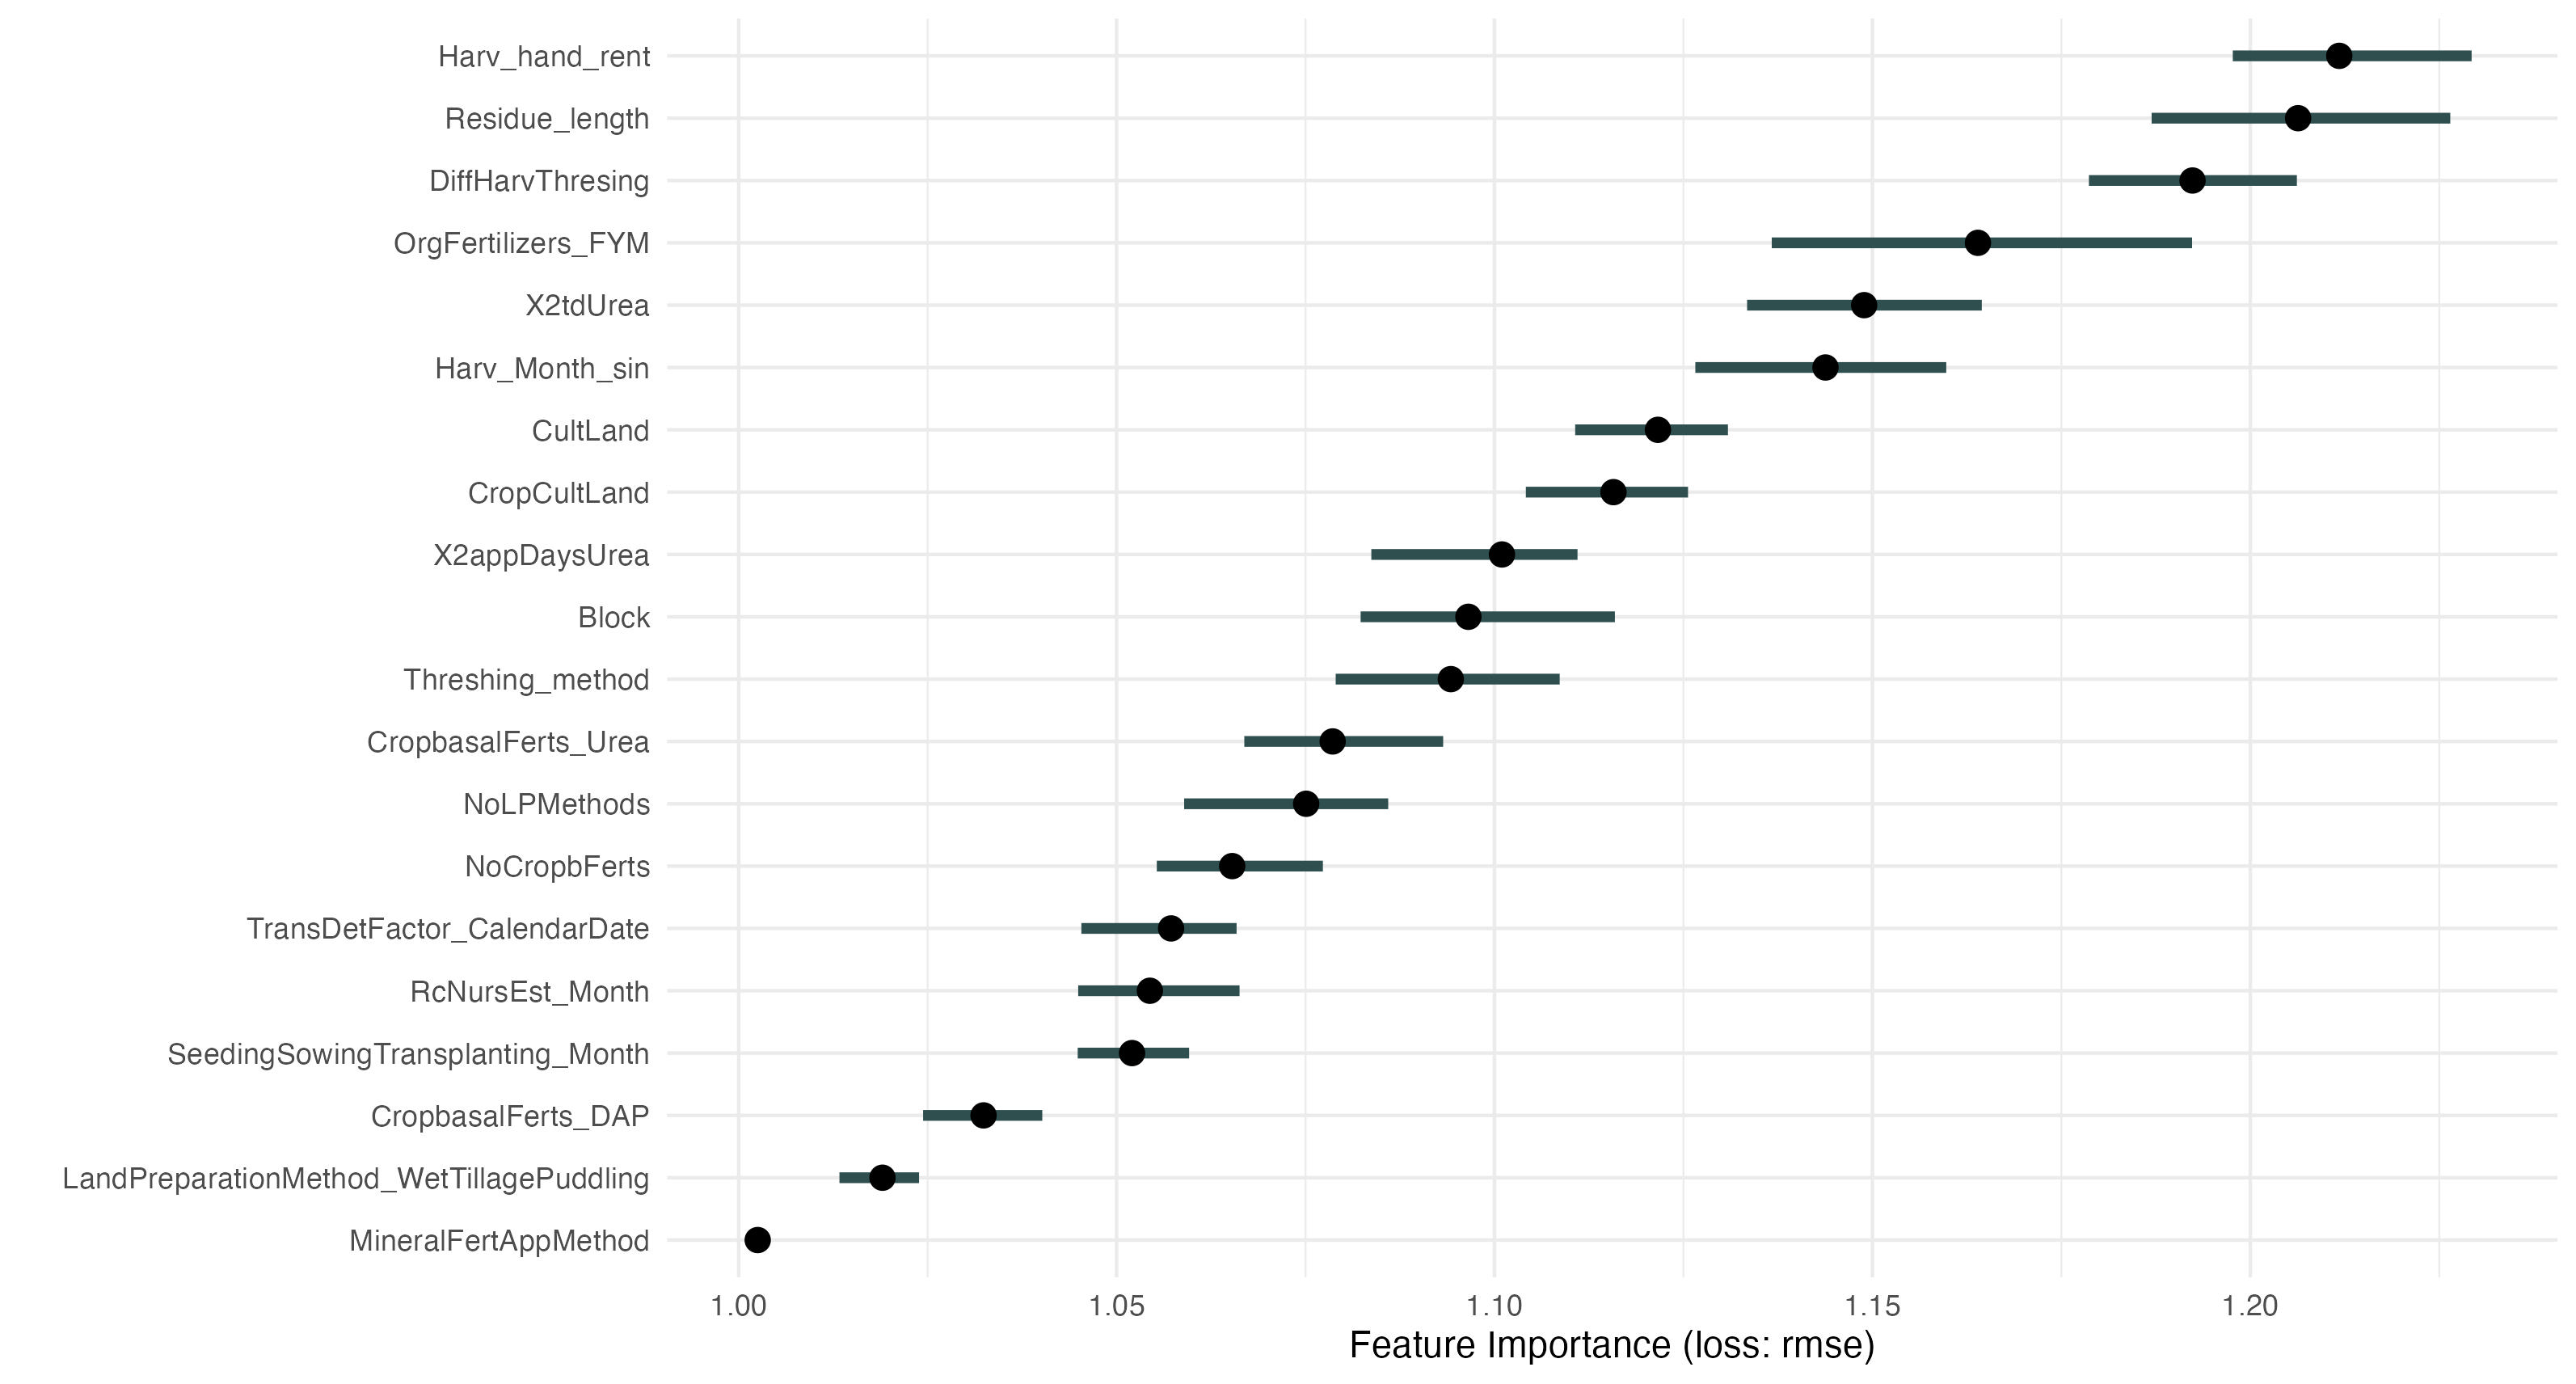 Harv_hand_rent
Residue_length
DiffHarvThresing
OrgFertilizers_FYM
X2tdUrea
Harv_Month_sin
CultLand
CropCultLand
X2appDaysUrea
Block
Threshing_method
CropbasalFerts_Urea
NoLPMethods
NoCropbFerts
TransDetFactor_CalendarDate
RcNursEst_Month
SeedingSowingTransplanting_Month
CropbasalFerts_DAP
LandPreparationMethod_WetTillagePuddling
MineralFertAppMethod
1.00 1.05 1.10 1.15 1.20
Feature Importance (loss: rmse)